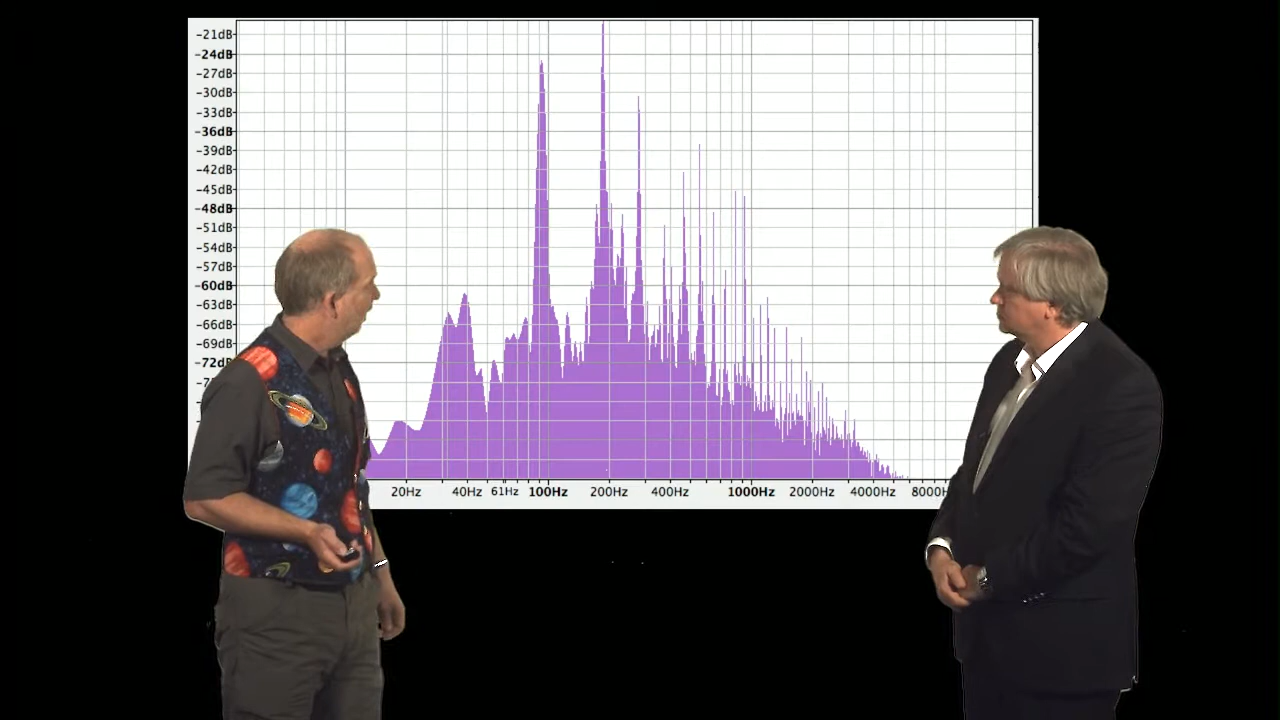 -21dB
-24dB
-27dB
-30dB
-33dB
-36dB
-39dB
-42dB
-45dB
-48dB
-51dB
-54dB
-57dB
-60dB
-63dB
-66dB
-69dB
-72dB
20Hz 40Hz 61Hz 100Hz 200Hz 400Hz 1000Hz 2000Hz 4000Hz 8000H